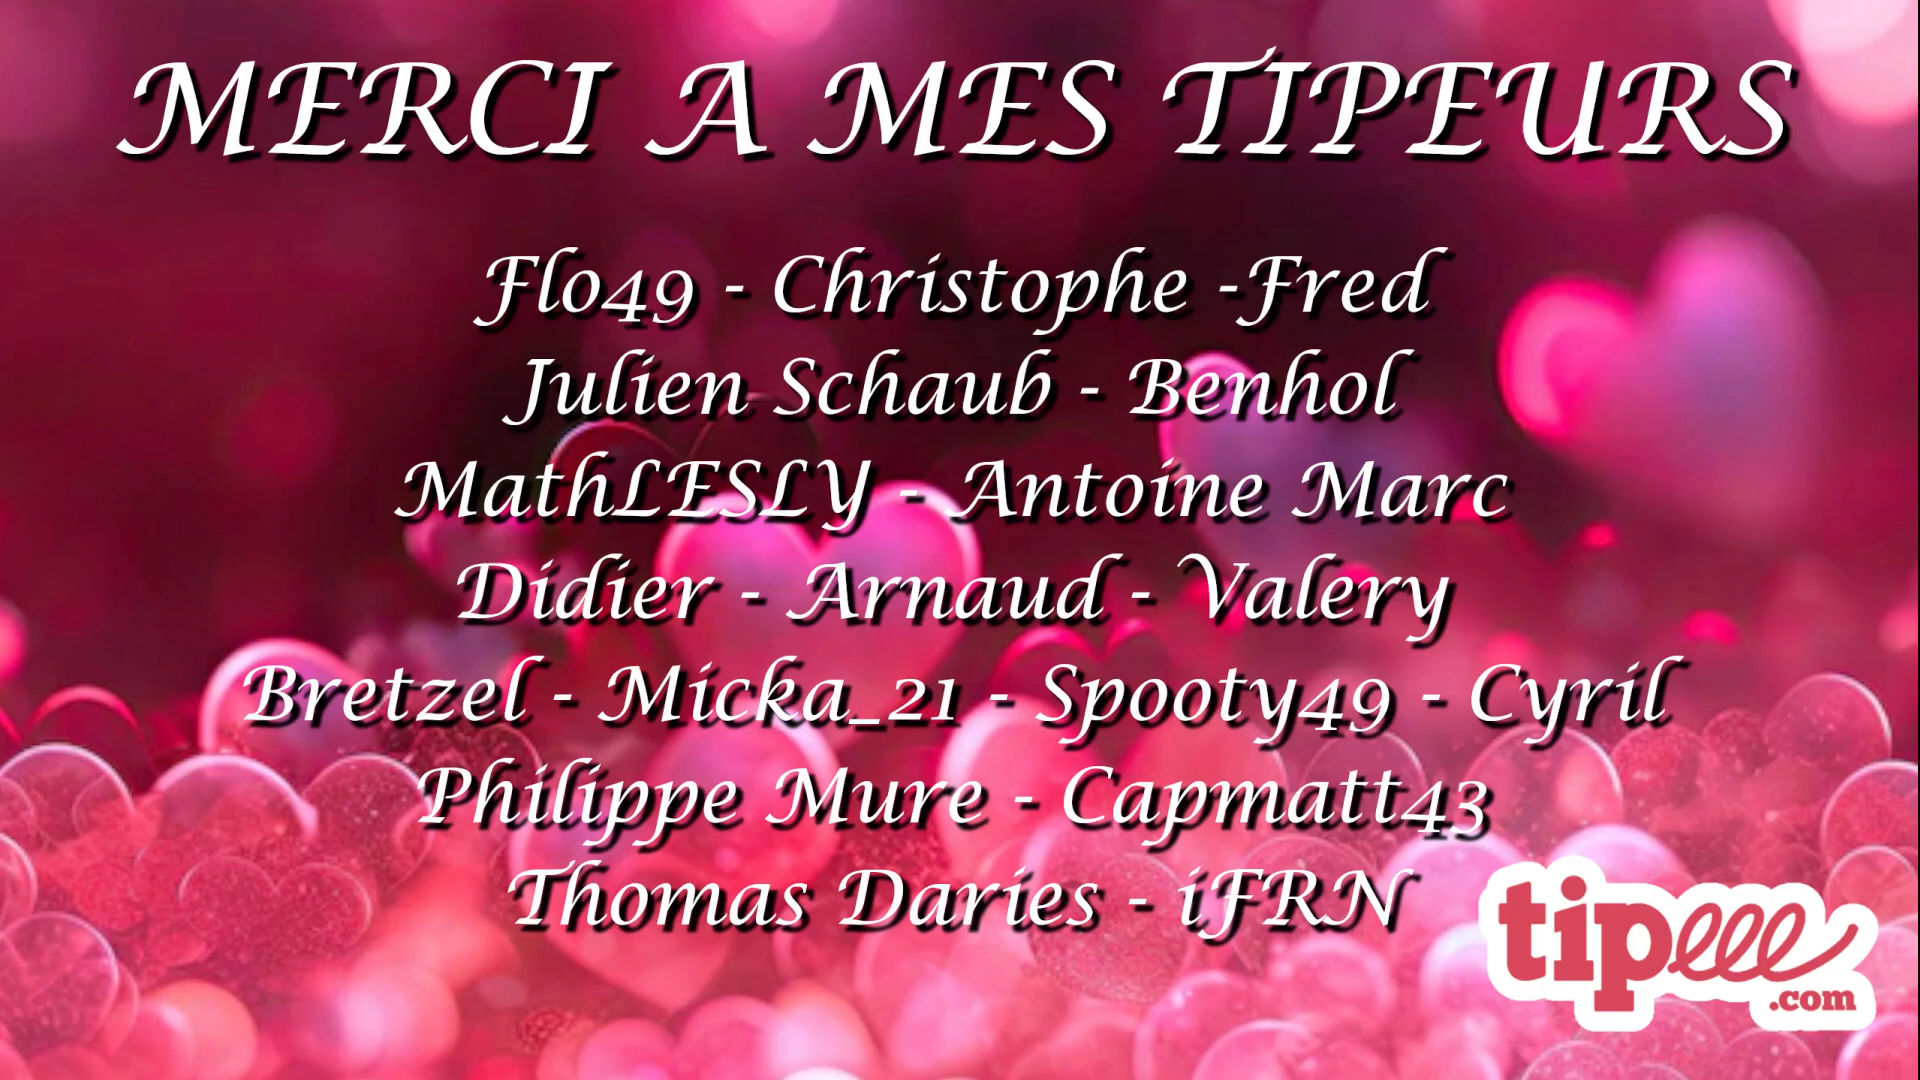 MERCI A MES TIPEURS
Flo49 - Christophe -Fred
Julien Schaub - Benhol
MathLESLY - Antoine Marc
Didier - Arnaud - Valery
Bretzel - Micka_21 - Spooty49 - Cyril
Philippe Mure - Capmatt43
Thomas Daries - iFRN
tipeee
.com